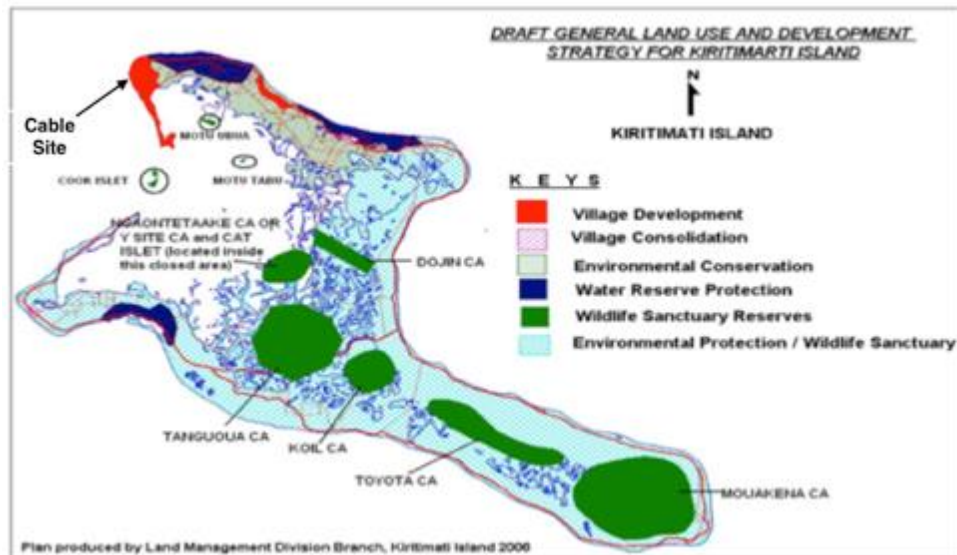 DRAFT GENERAL LAND USE AND DEVELOPMENT
STRATEGY FOR KIRITIMARTI ISLAND
N
KIRITIMATI ISLAND
Cable
Site
MOTU UBUA
COOK ISLET
MOTU TABU
NGAONTETAAKE CA OR
Y SITE CA and CAT
ISLET (located inside
this closed area)
DOJIN CA
K E Y S
Village Development
Village Consolidation
Environmental Conservation
Water Reserve Protection
Wildlife Sanctuary Reserves
Environmental Protection / Wildlife Sanctuary
TANGUOUA CA
KOIL CA
TOYOTA CA
MOUAKENA CA
Plan produced by Land Management Division Branch, Kiritimati Island 2006